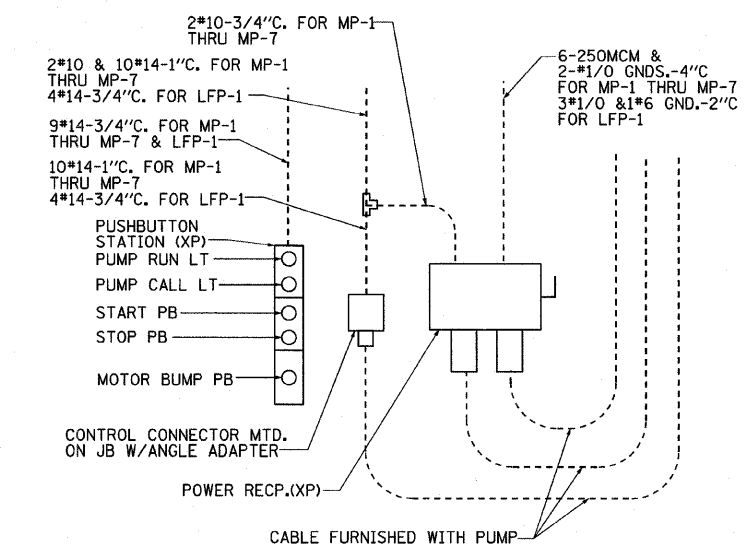 2#10-3/4"C. FOR MP-1
THRU MP-7
2#10 & 10#14-1"C. FOR MP-1
THRU MP-7
4#14-3/4"C. FOR LFP-1
9#14-3/4"C. FOR MP-1
THRU MP-7 & LFP-1
10#14-1"C. FOR MP-1
THRU MP-7
4#14-3/4"C. FOR LFP-1
6-250MCM &
2-#1/0 GNDS.-4"C
FOR MP-1 THRU MP-7
3#1/0 &1#6 GND.-2"C
FOR LFP-1
PUSHBUTTON
STATION (XP)
PUMP RUN LT
PUMP CALL LT
START PB
STOP PB
MOTOR BUMP PB
CONTROL CONNECTOR MTD.
ON JB W/ANGLE ADAPTER
POWER RECP.(XP)
CABLE FURNISHED WITH PUMP